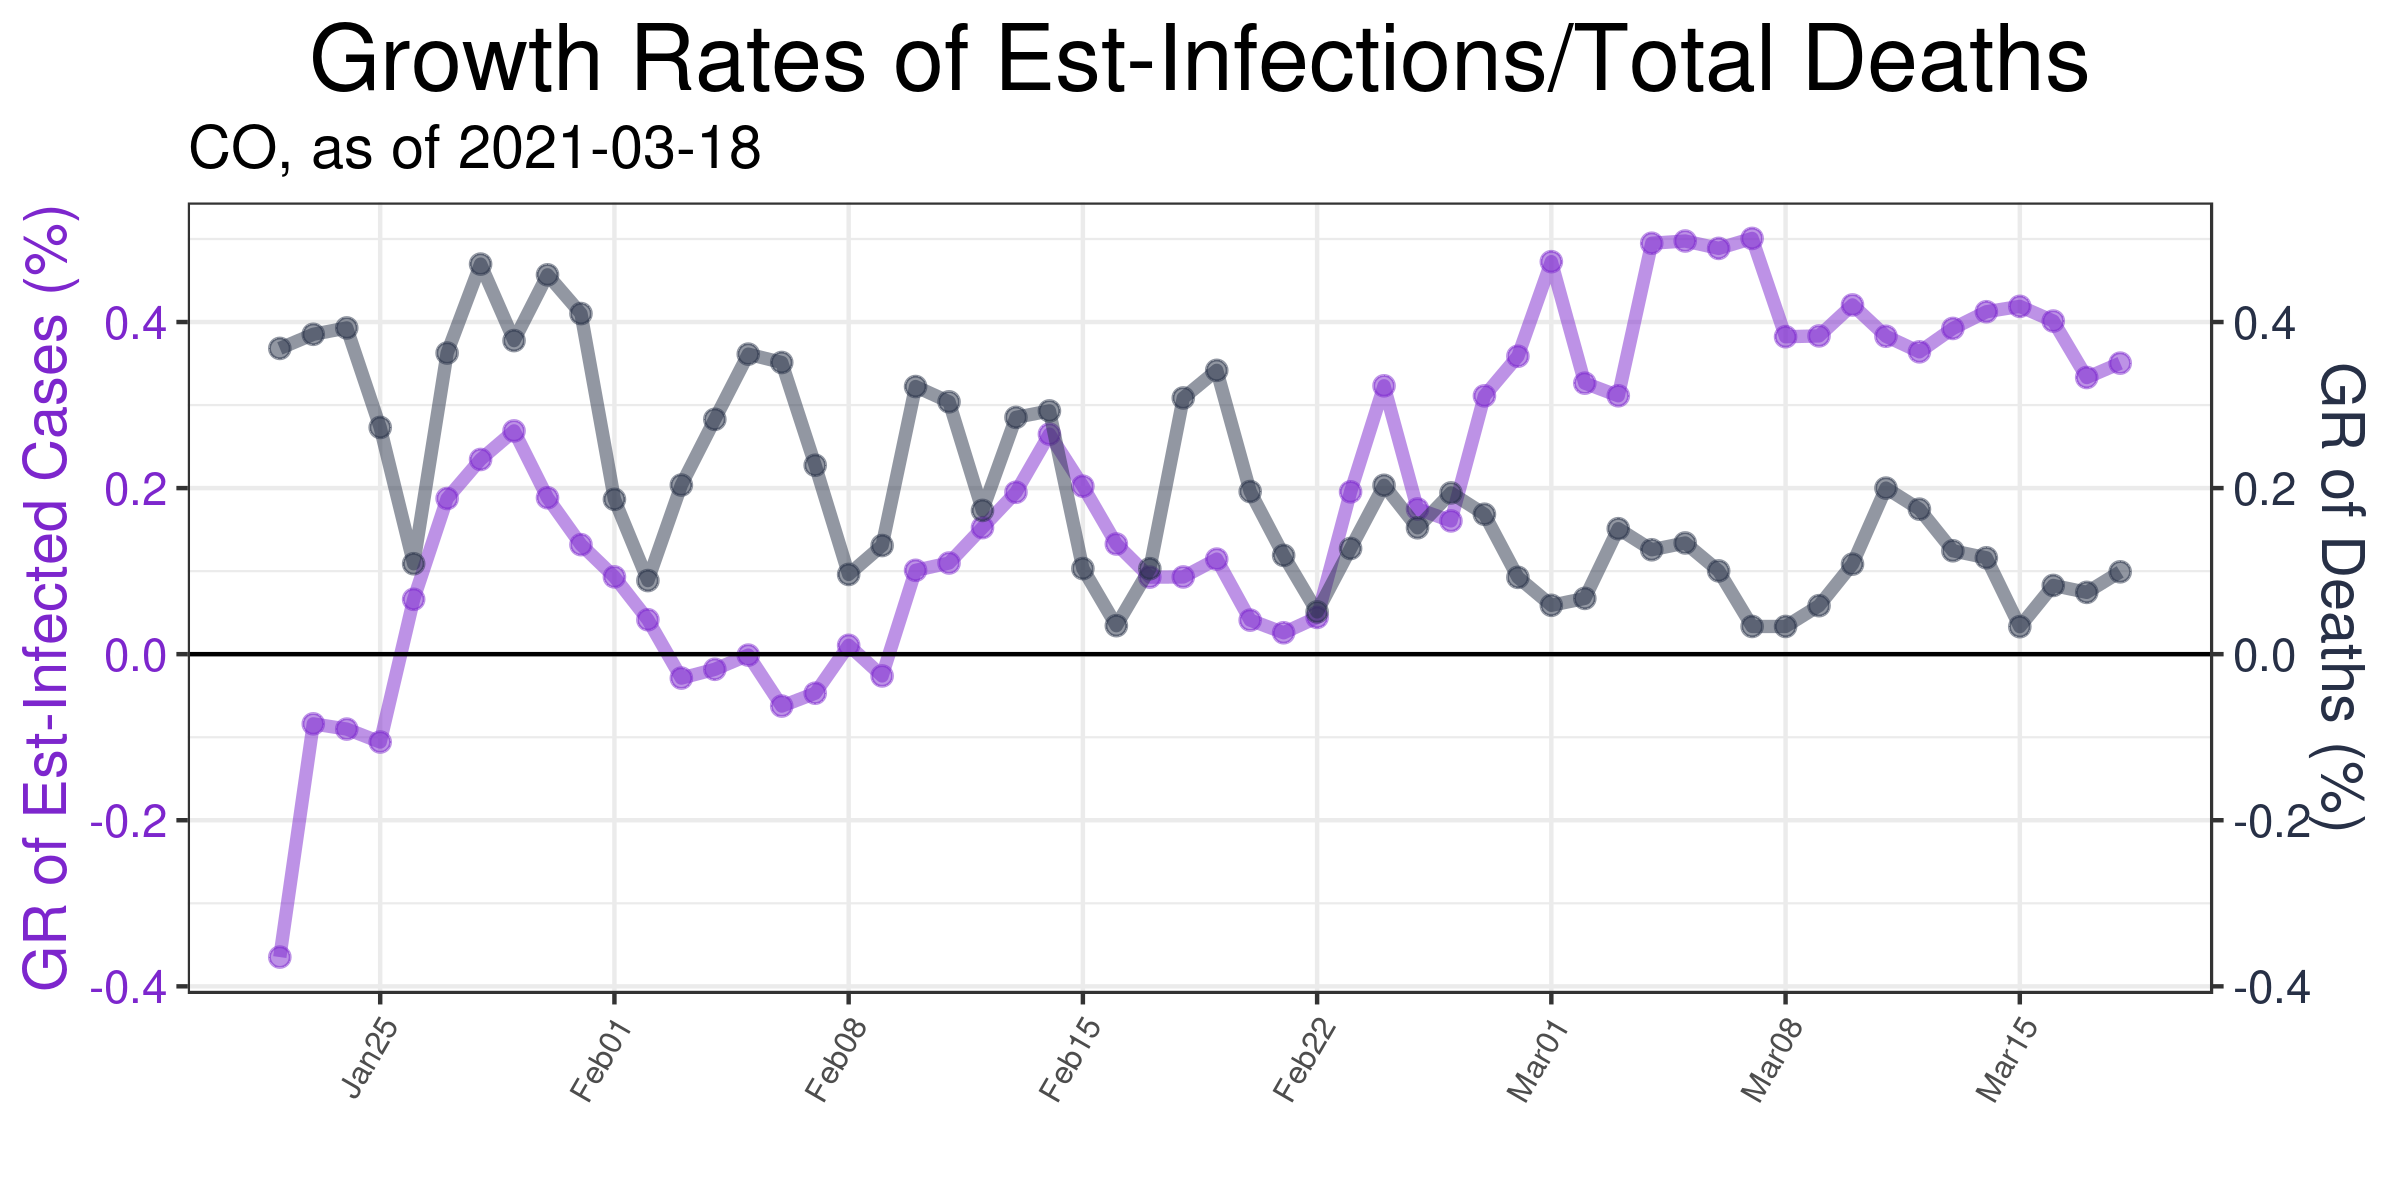 Growth Rates of Est-Infections/Total Deaths
CO, as of 2021-03-18
GR of Est-Infected Cases (%)
0.4
0.2
0.0
-0.2
-0.4
0.4
0.2
0.0
-0.2
-0.4
GR of Deaths (%)
Jan25
Feb01
Feb08
Feb15
Feb22
Mar01
Mar08
Mar15